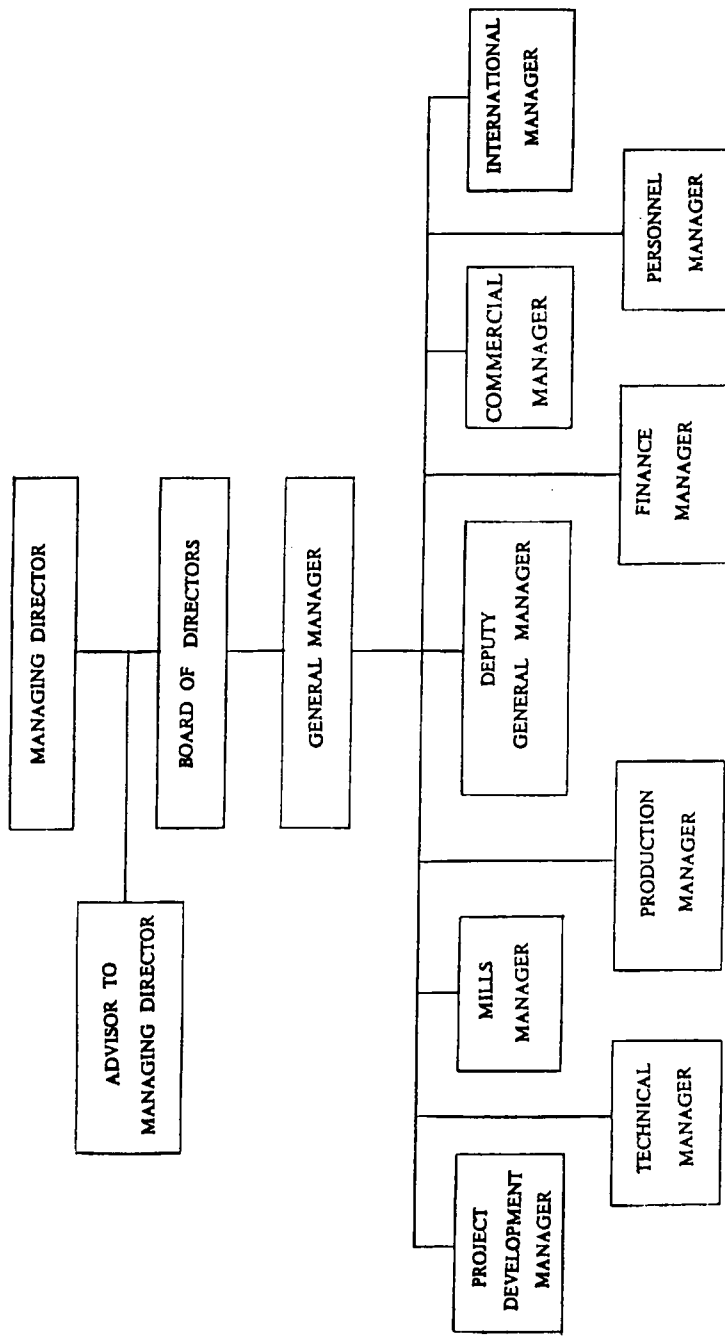 MANAGING DIRECTOR
ADVISOR TO
MANAGING DIRECTOR
BOARD OF DIRECTORS
GENERAL MANAGER
PROJECT
DEVELOPMENT
MANAGER
MILLS
MANAGER
DEPUTY
GENERAL MANAGER
COMMERCIAL
MANAGER
INTERNATIONAL
MANAGER
TECHNICAL
MANAGER
PRODUCTION
MANAGER
FINANCE
MANAGER
PERSONNEL
MANAGER